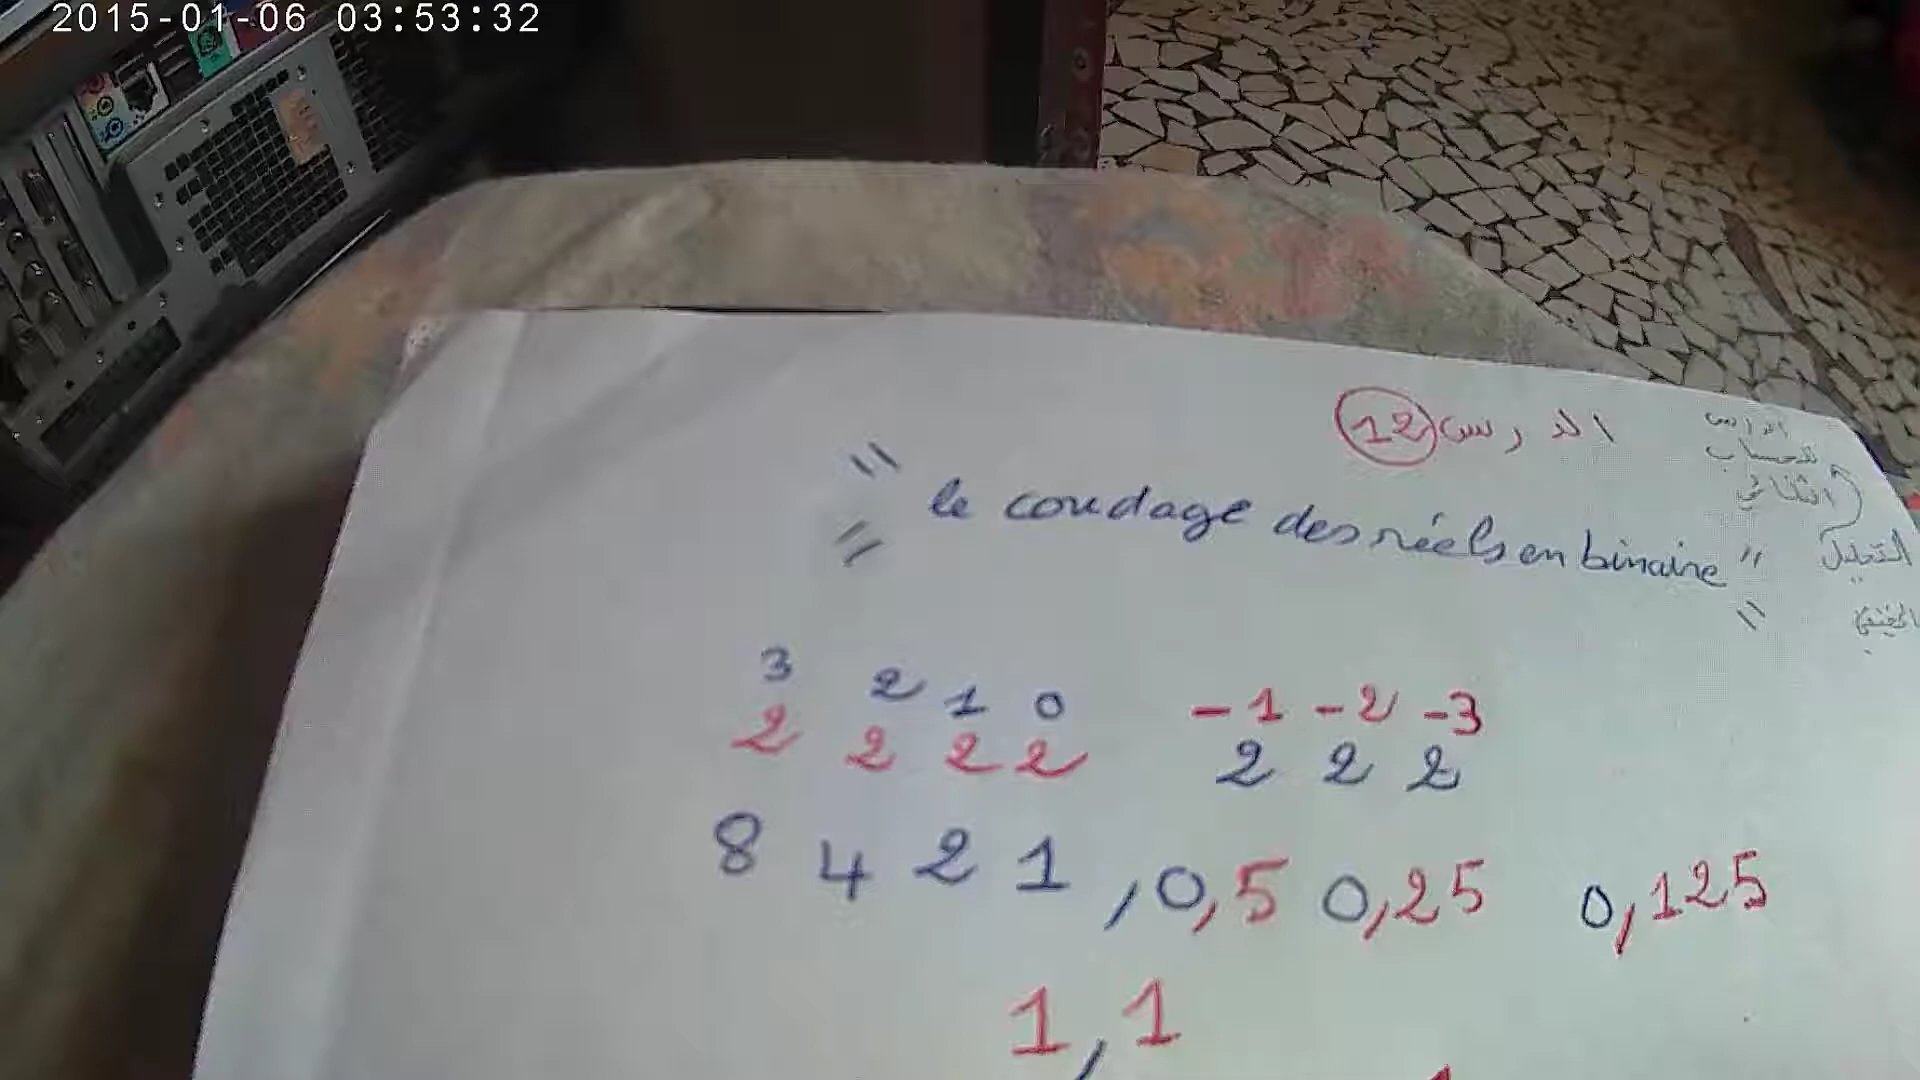 2015-01-06 03:53:32
الدرس 12
" le coudage des réels en binaire "
3 2 1 0 -1 -2 -3
2 2 2 2 2 2 2
8 4 2 1 , 0,5 0,25 0,125
1,1
للحساب
الثنائي